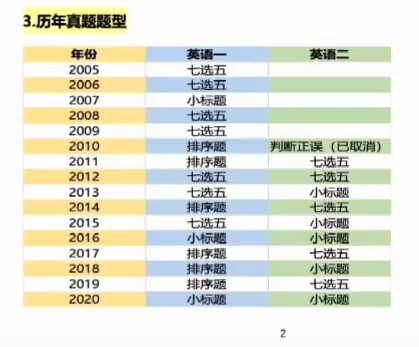 3.历年真题题型
年份 英语一 英语二
2005 七选五
2006 七选五
2007 小标题
2008 七选五
2009 七选五
2010 排序题 判断正误（已取消）
2011 排序题 七选五
2012 七选五 七选五
2013 七选五 小标题
2014 排序题 七选五
2015 七选五 小标题
2016 小标题 小标题
2017 排序题 七选五
2018 排序题 小标题
2019 排序题 七选五
2020 小标题 小标题
2